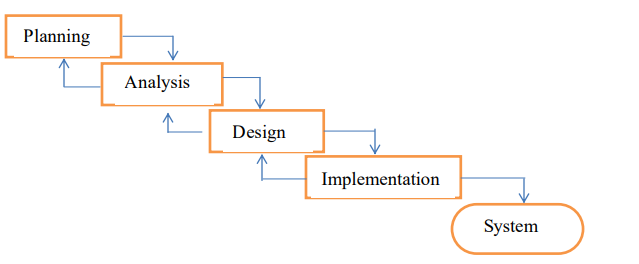 Planning
Analysis
Design
Implementation
System